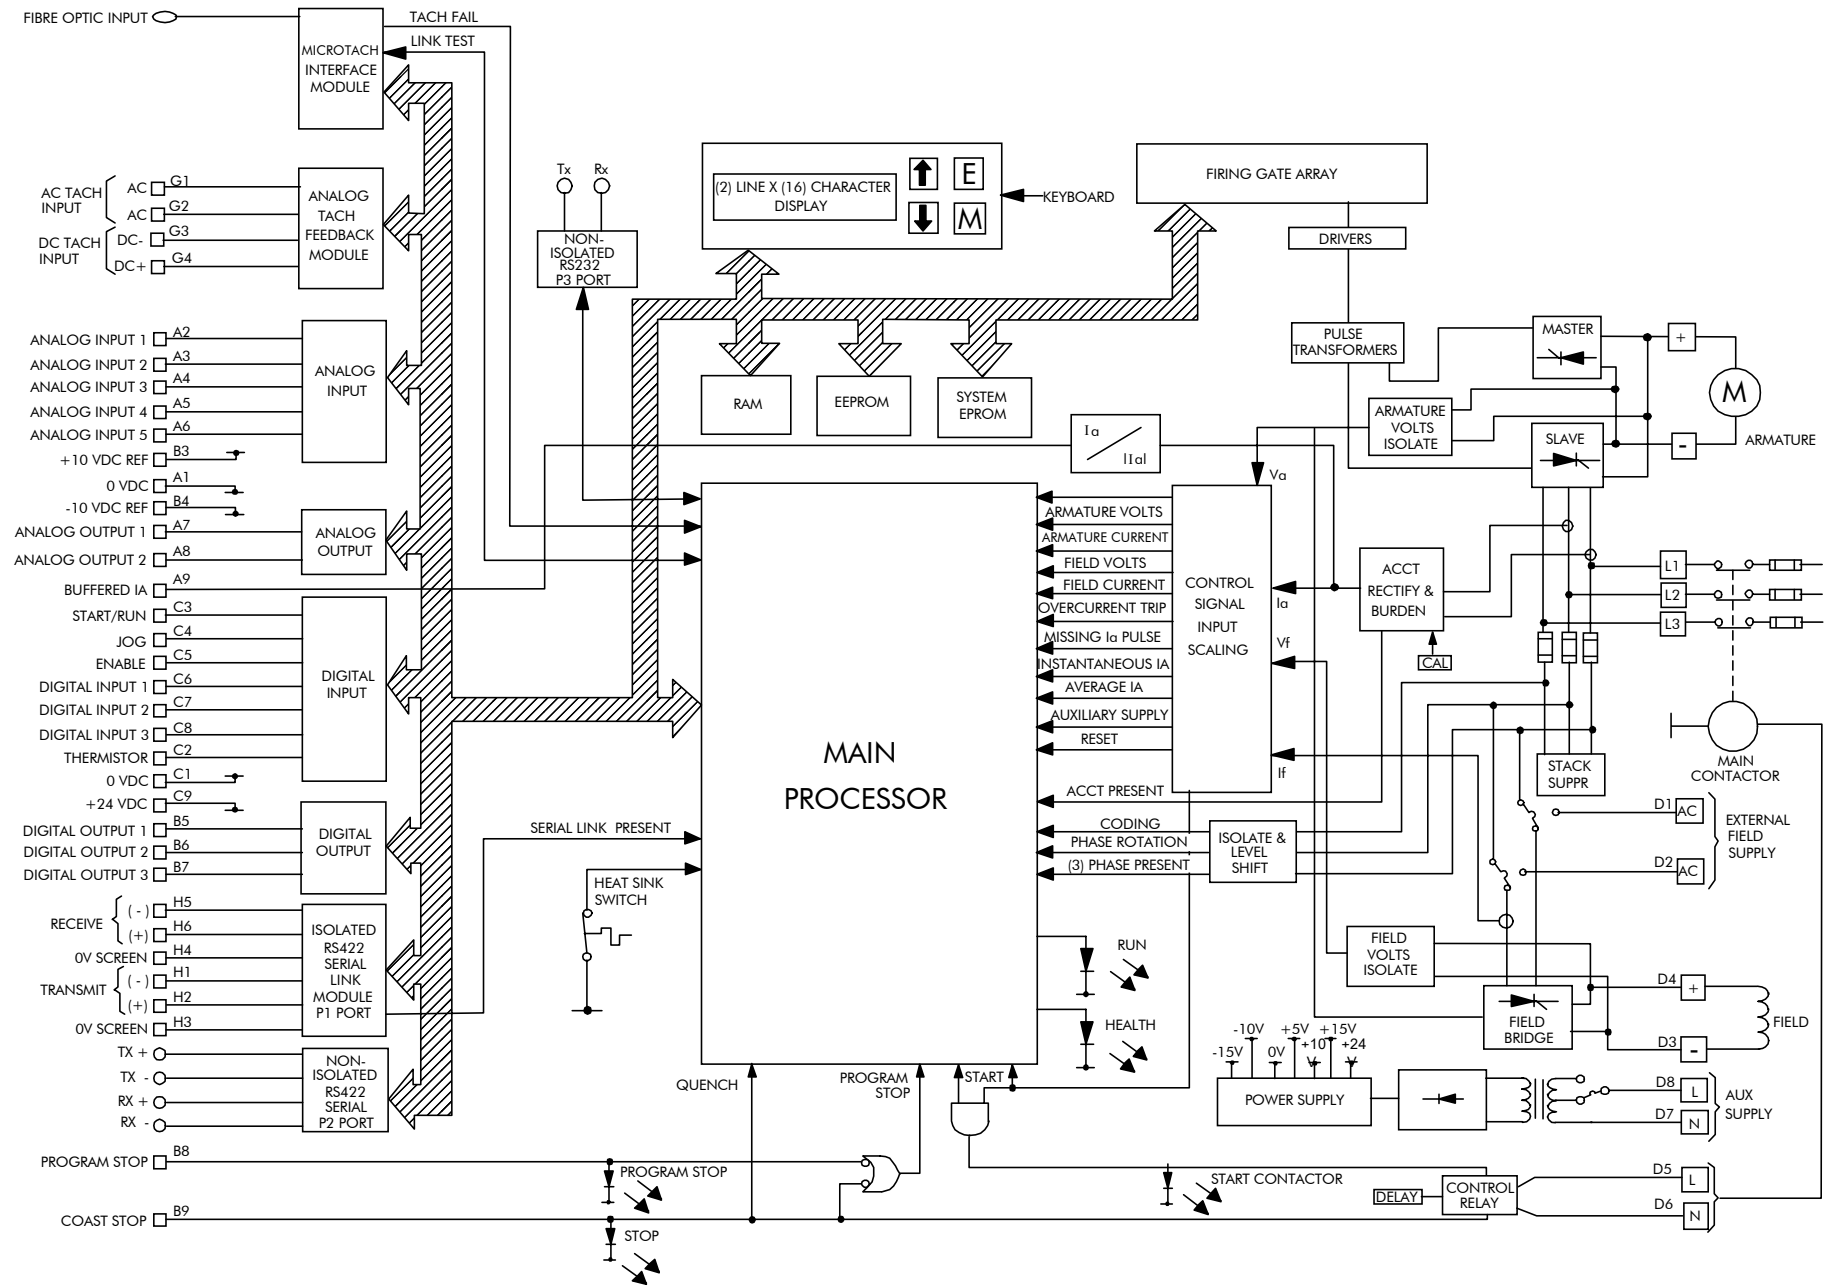 FIBRE OPTIC INPUT
MICROTACH
INTERFACE
MODULE
TACH FAIL
LINK TEST
AC TACH
INPUT
AC
G1
AC
G2
DC TACH
INPUT
DC-
G3
DC+
G4
ANALOG
TACH
FEEDBACK
MODULE
ANALOG INPUT 1
A2
ANALOG INPUT 2
A3
ANALOG INPUT 3
A4
ANALOG INPUT 4
A5
ANALOG INPUT 5
A6
+10 VDC REF
B3
0 VDC
A1
-10 VDC REF
B4
ANALOG OUTPUT 1
A7
ANALOG OUTPUT 2
A8
BUFFERED IA
A9
ANALOG
INPUT
ANALOG
OUTPUT
START/RUN
C3
JOG
C4
ENABLE
C5
DIGITAL INPUT 1
C6
DIGITAL INPUT 2
C7
DIGITAL INPUT 3
C8
THERMISTOR
C2
0 VDC
C1
+24 VDC
C9
DIGITAL OUTPUT 1
B5
DIGITAL OUTPUT 2
B6
DIGITAL OUTPUT 3
B7
DIGITAL
INPUT
DIGITAL
OUTPUT
RECEIVE
(-)
H5
(+)
H6
0V SCREEN
H4
TRANSMIT
(-)
H1
(+)
H2
0V SCREEN
H3
ISOLATED
RS422
SERIAL
LINK
MODULE
P1 PORT
TX +
TX -
RX +
RX -
NON-
ISOLATED
RS422
SERIAL
P2 PORT
PROGRAM STOP
B8
COAST STOP
B9
PROGRAM STOP
STOP
Tx
Rx
NON-
ISOLATED
RS232
P3 PORT
(2) LINE X (16) CHARACTER
DISPLAY
E
M
KEYBOARD
RAM
EEPROM
SYSTEM
EPROM
FIRING GATE ARRAY
DRIVERS
PULSE
TRANSFORMERS
MASTER
SLAVE
+
-
M
ARMATURE
ARMATURE
VOLTS
ISOLATE
Ia
IIaI
MAIN
PROCESSOR
SERIAL LINK PRESENT
HEAT SINK
SWITCH
QUENCH
PROGRAM
STOP
START
RUN
HEALTH
ARMATURE VOLTS
ARMATURE CURRENT
FIELD VOLTS
FIELD CURRENT
OVERCURRENT TRIP
MISSING Ia PULSE
INSTANTANEOUS IA
AVERAGE IA
AUXILIARY SUPPLY
RESET
ACCT PRESENT
CODING
PHASE ROTATION
(3) PHASE PRESENT
CONTROL
SIGNAL
INPUT
SCALING
Va
Ia
Vf
If
ACCT
RECTIFY &
BURDEN
CAL
ISOLATE &
LEVEL
SHIFT
L1
L2
L3
STACK
SUPPR
MAIN
CONTACTOR
D1
AC
D2
AC
EXTERNAL
FIELD
SUPPLY
FIELD
VOLTS
ISOLATE
FIELD
BRIDGE
D4
+
D3
-
FIELD
-15V
-10V
0V
+5V
+10
V
+15V
+24
V
POWER SUPPLY
D8
L
D7
N
AUX
SUPPLY
START CONTACTOR
DELAY
CONTROL
RELAY
D5
L
D6
N